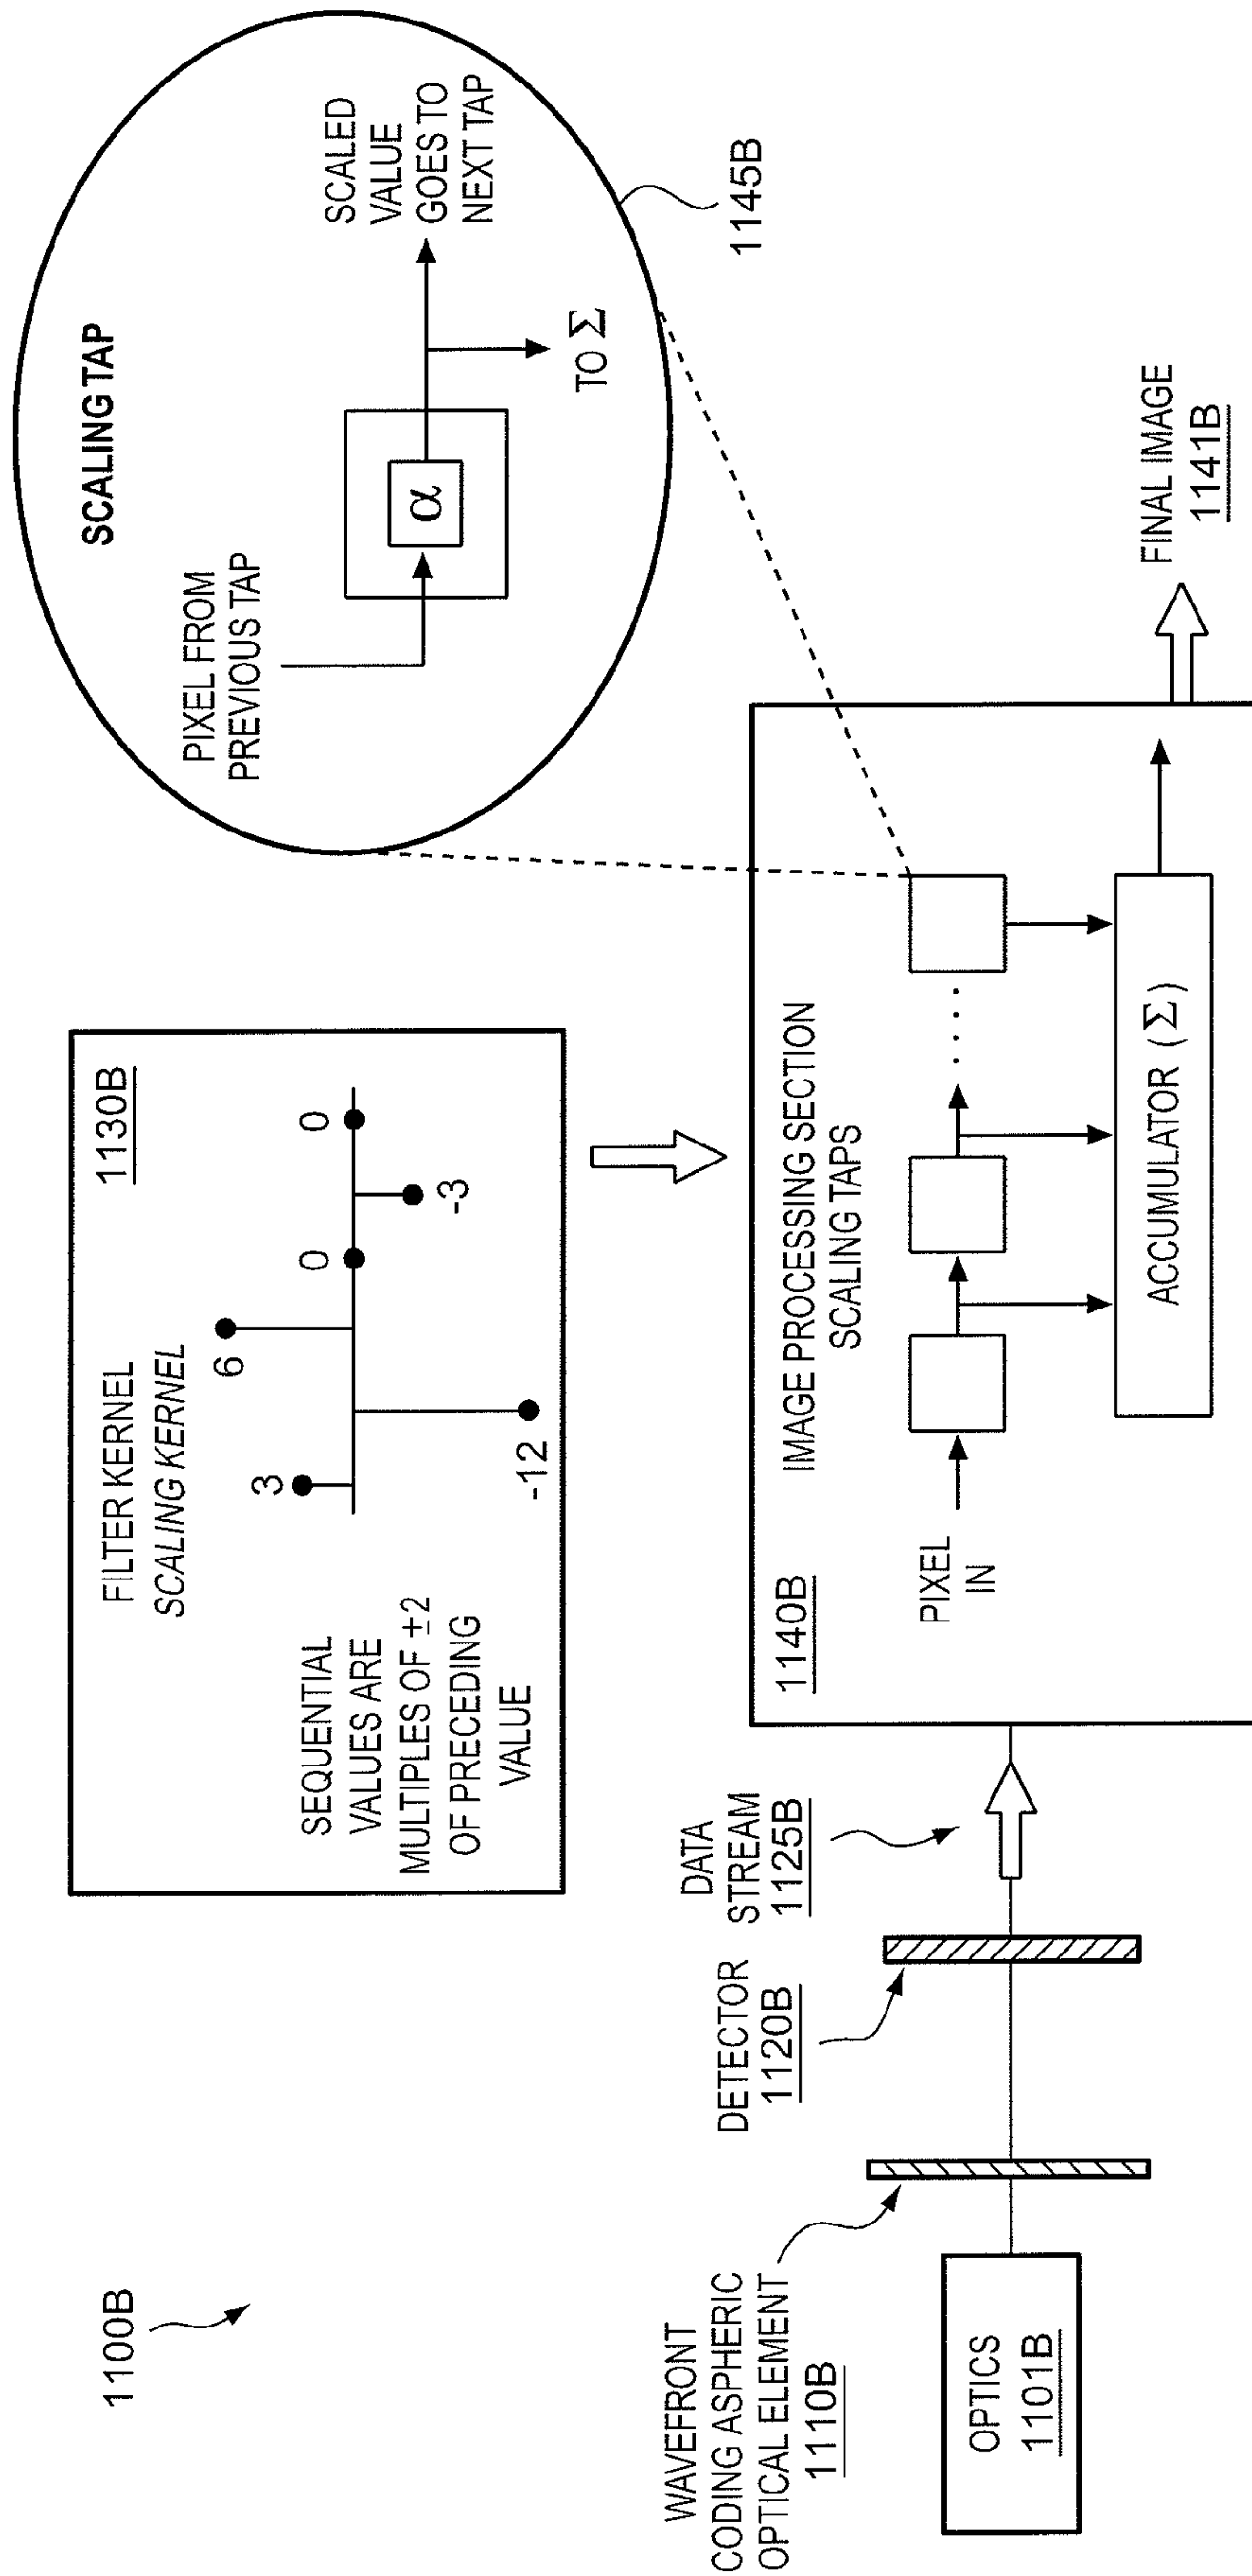 1100B
FILTER KERNEL
SCALING KERNEL
1130B
3
-12
6
0
-3
0
SEQUENTIAL
VALUES ARE
MULTIPLES OF ±2
OF PRECEDING
VALUE
SCALING TAP
PIXEL FROM
PREVIOUS TAP
α
SCALED
VALUE
GOES TO
NEXT TAP
TO Σ
1145B
WAVEFRONT
CODING ASPHERIC
OPTICAL ELEMENT
1110B
OPTICS
1101B
DETECTOR
1120B
DATA
STREAM
1125B
1140B
IMAGE PROCESSING SECTION
SCALING TAPS
PIXEL
IN
ACCUMULATOR (Σ)
FINAL IMAGE
1141B